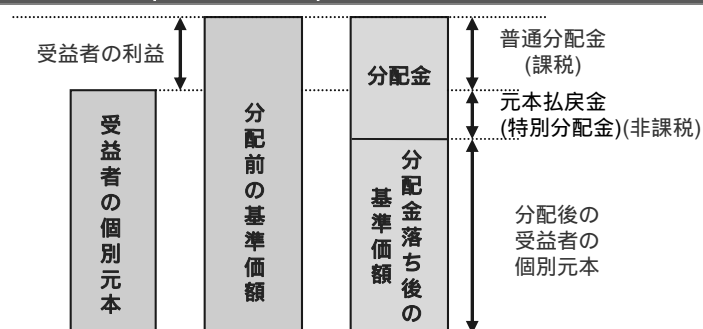 受益者の利益
受益者の個別元本
分配前の基準価額
分配金
分配金落ち後の
基準価額
普通分配金
(課税)
元本払戻金
(特別分配金)(非課税)
分配後の
受益者の
個別元本